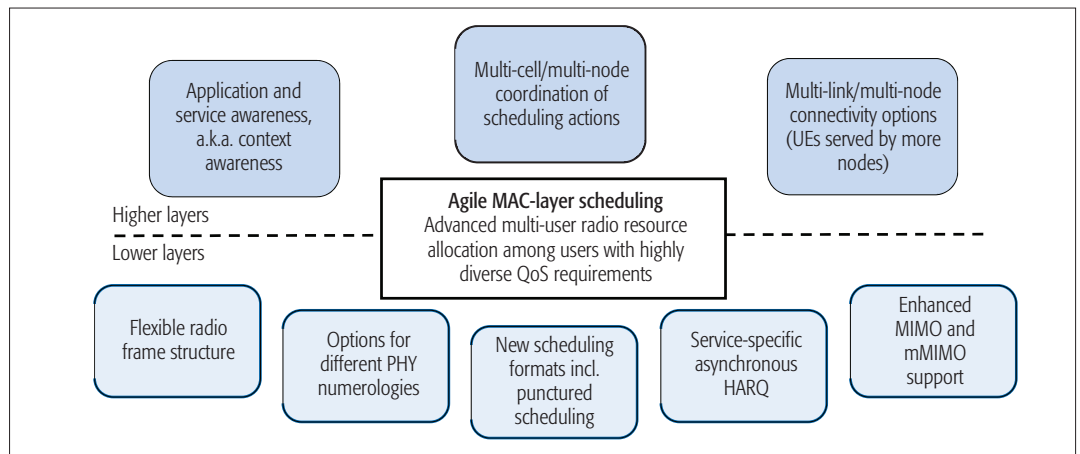 Application and
service awareness,
a.k.a. context
awareness
Multi-cell/multi-node
coordination of
scheduling actions
Multi-link/multi-node
connectivity options
(UEs served by more
nodes)
Higher layers
Lower layers
Agile MAC-layer scheduling
Advanced multi-user radio resource
allocation among users with highly
diverse QoS requirements
Flexible radio
frame structure
Options for
different PHY
numerologies
New scheduling
formats incl.
punctured
scheduling
Service-specific
asynchronous
HARQ
Enhanced
MIMO and
mMIMO
support